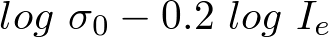 log σ₀ − 0.2 log Iₑ